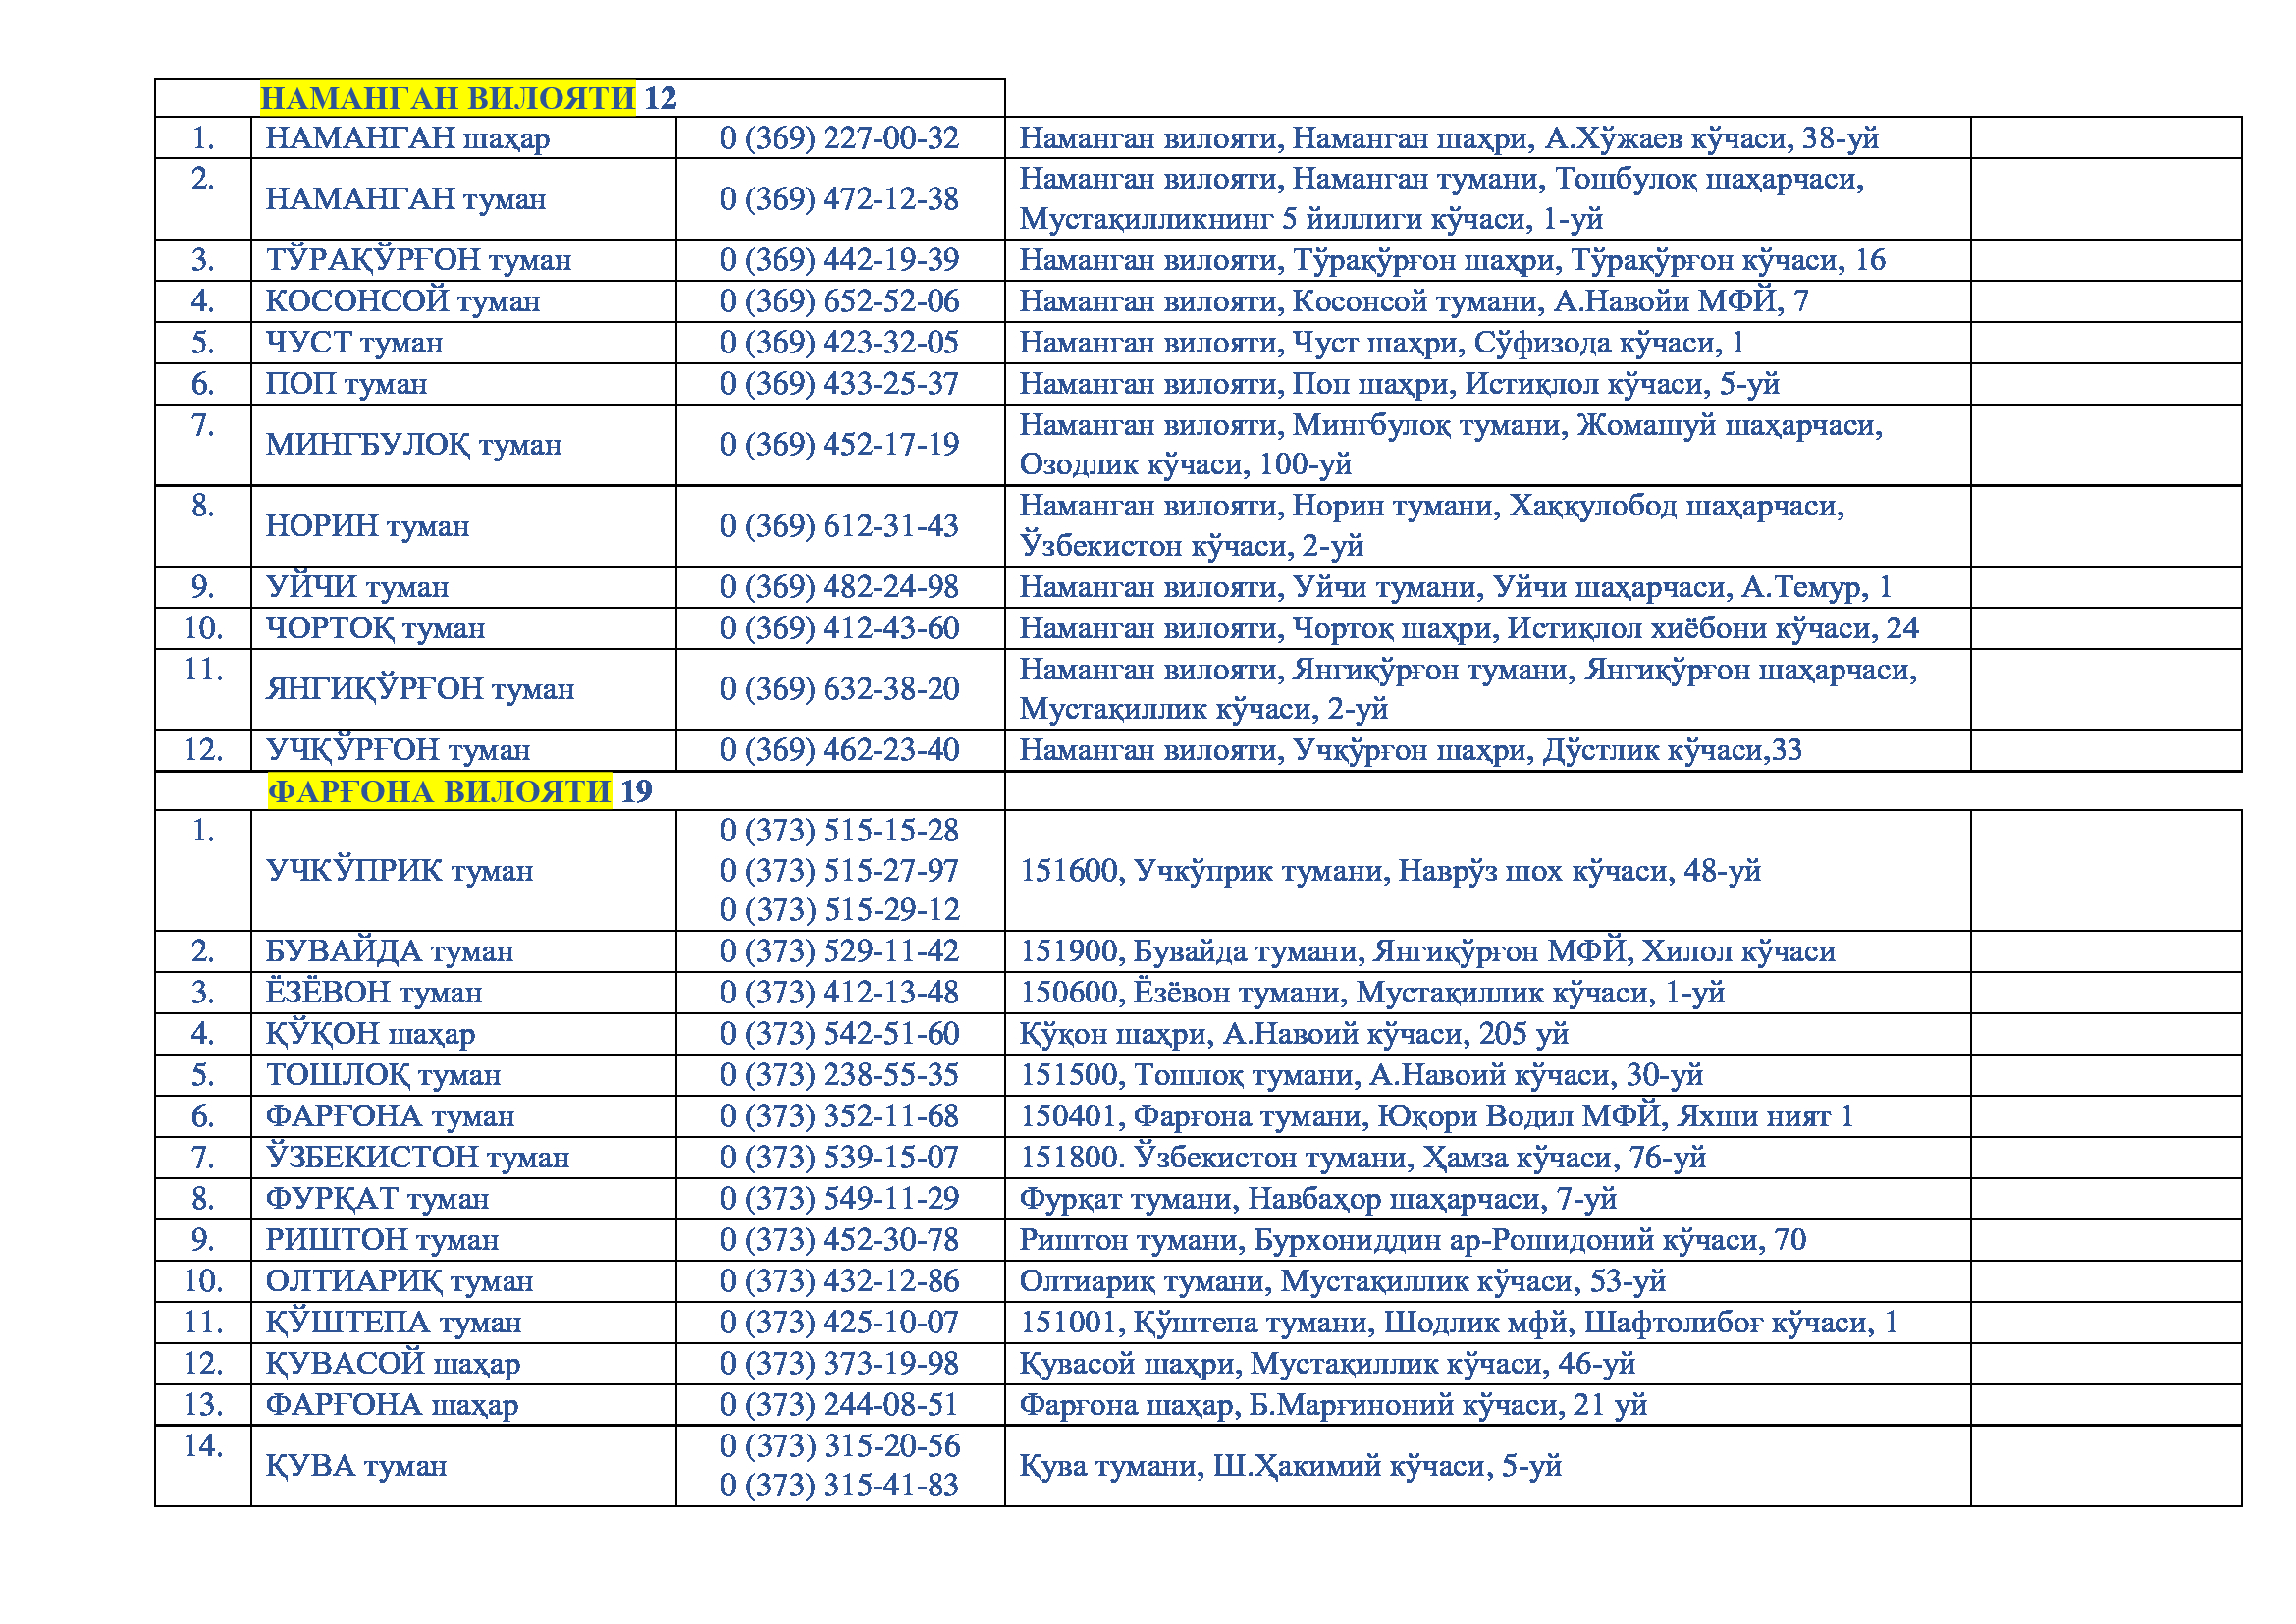 НАМАНГАН ВИЛОЯТИ 12
1. НАМАНГАН шаҳар 0 (369) 227-00-32 Наманган вилояти, Наманган шаҳри, А.Хўжаев кўчаси, 38-уй
2. НАМАНГАН туман 0 (369) 472-12-38 Наманган вилояти, Наманган тумани, Тошбулоқ шаҳарчаси,
Мустақилликнинг 5 йиллиги кўчаси, 1-уй
3. ТЎРАҚЎРҒОН туман 0 (369) 442-19-39 Наманган вилояти, Тўрақўрғон шаҳри, Тўрақўрғон кўчаси, 16
4. КОСОНСОЙ туман 0 (369) 652-52-06 Наманган вилояти, Косонсой тумани, А.Навойи МФЙ, 7
5. ЧУСТ туман 0 (369) 423-32-05 Наманган вилояти, Чуст шаҳри, Сўфизода кўчаси, 1
6. ПОП туман 0 (369) 433-25-37 Наманган вилояти, Поп шаҳри, Истиқлол кўчаси, 5-уй
7. МИНГБУЛОҚ туман 0 (369) 452-17-19 Наманган вилояти, Мингбулоқ тумани, Жомашуй шаҳарчаси,
Озодлик кўчаси, 100-уй
8. НОРИН туман 0 (369) 612-31-43 Наманган вилояти, Норин тумани, Хаққулобод шаҳарчаси,
Ўзбекистон кўчаси, 2-уй
9. УЙЧИ туман 0 (369) 482-24-98 Наманган вилояти, Уйчи тумани, Уйчи шаҳарчаси, А.Темур, 1
10. ЧОРТОҚ туман 0 (369) 412-43-60 Наманган вилояти, Чортоқ шаҳри, Истиқлол хиёбони кўчаси, 24
11. ЯНГИҚЎРҒОН туман 0 (369) 632-38-20 Наманган вилояти, Янгиқўрғон тумани, Янгиқўрғон шаҳарчаси,
Мустақиллик кўчаси, 2-уй
12. УЧҚЎРҒОН туман 0 (369) 462-23-40 Наманган вилояти, Учқўрғон шаҳри, Дўстлик кўчаси,33
ФАРҒОНА ВИЛОЯТИ 19
1. УЧКЎПРИК туман 0 (373) 515-15-28
0 (373) 515-27-97 151600, Учкўприк тумани, Наврўз шох кўчаси, 48-уй
0 (373) 515-29-12
2. БУВАЙДА туман 0 (373) 529-11-42 151900, Бувайда тумани, Янгиқўрғон МФЙ, Хилол кўчаси
3. ЁЗЁВОН туман 0 (373) 412-13-48 150600, Ёзёвон тумани, Мустақиллик кўчаси, 1-уй
4. ҚЎҚОН шаҳар 0 (373) 542-51-60 Қўқон шаҳри, А.Навоий кўчаси, 205 уй
5. ТОШЛОҚ туман 0 (373) 238-55-35 151500, Тошлоқ тумани, А.Навоий кўчаси, 30-уй
6. ФАРҒОНА туман 0 (373) 352-11-68 150401, Фарғона тумани, Юқори Водил МФЙ, Яхши ният 1
7. ЎЗБЕКИСТОН туман 0 (373) 539-15-07 151800. Ўзбекистон тумани, Ҳамза кўчаси, 76-уй
8. ФУРҚАТ туман 0 (373) 549-11-29 Фурқат тумани, Навбаҳор шаҳарчаси, 7-уй
9. РИШТОН туман 0 (373) 452-30-78 Риштон тумани, Бурхониддин ар-Рошидоний кўчаси, 70
10. ОЛТИАРИҚ туман 0 (373) 432-12-86 Олтиариқ тумани, Мустақиллик кўчаси, 53-уй
11. ҚЎШТЕПА туман 0 (373) 425-10-07 151001, Қўштепа тумани, Шодлик мфй, Шафтолибоғ кўчаси, 1
12. ҚУВАСОЙ шаҳар 0 (373) 373-19-98 Қувасой шаҳри, Мустақиллик кўчаси, 46-уй
13. ФАРҒОНА шаҳар 0 (373) 244-08-51 Фарғона шаҳар, Б.Марғиноний кўчаси, 21 уй
14. ҚУВА туман 0 (373) 315-20-56 Қува тумани, Ш.Ҳакимий кўчаси, 5-уй
0 (373) 315-41-83